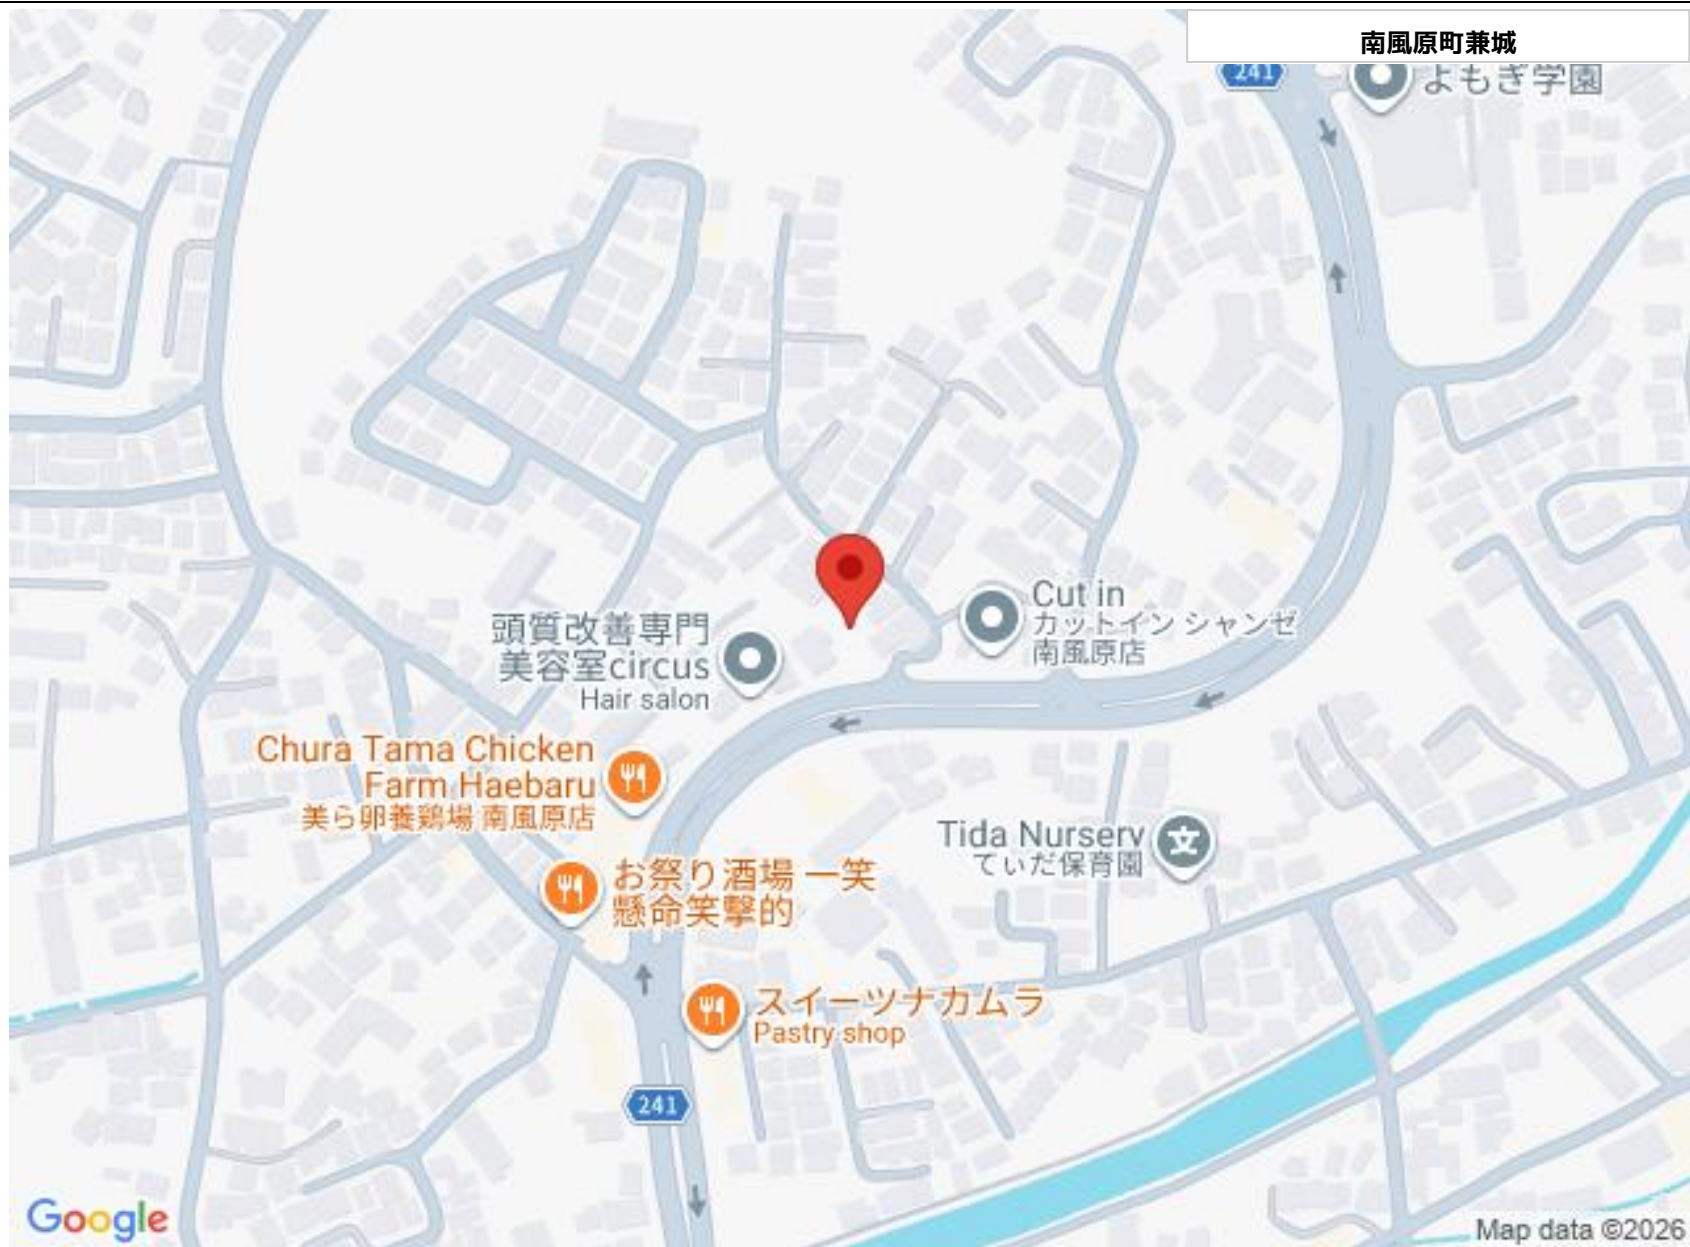 南風原町兼城
241
よもぎ学園
Cut in
カットイン シャンゼ
南風原店
頭質改善専門
美容室circus
Hair salon
Chura Tama Chicken
Farm Haebaru
美ら卵養鶏場 南風原店
Tida Nursery
てぃだ保育園
お祭り酒場 一笑
懸命笑撃的
スイーツナカムラ
Pastry shop
241
Google
Map data ©2026